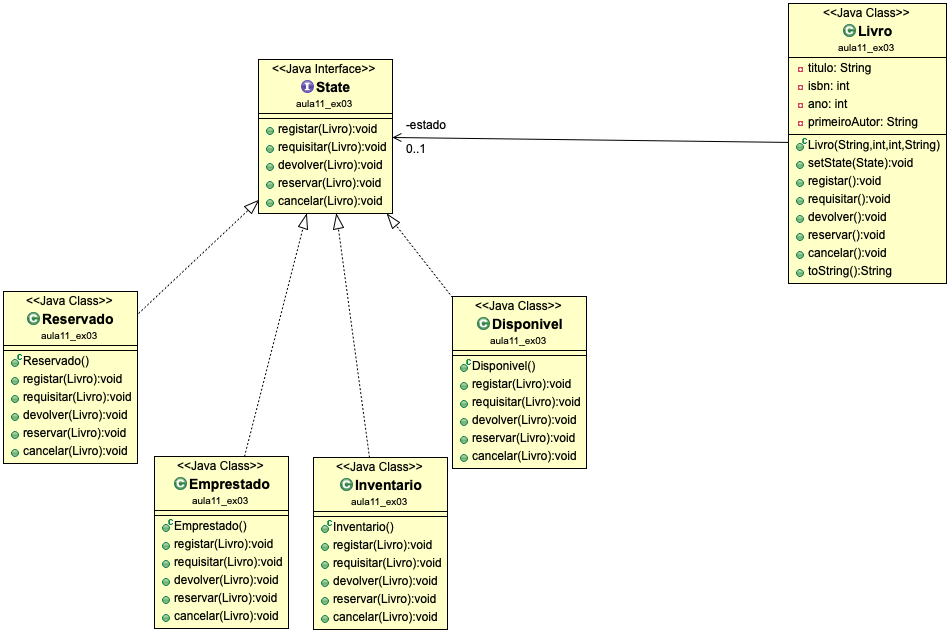 <<Java Class>>
Livro
aula11_ex03
titulo: String
isbn: int
ano: int
primeiroAutor: String
Livro(String,int,int,String)
setState(State):void
registar():void
requisitar():void
devolver():void
reservar():void
cancelar():void
toString():String
<<Java Interface>>
State
aula11_ex03
registar(Livro):void
requisitar(Livro):void
devolver(Livro):void
reservar(Livro):void
cancelar(Livro):void
-estado
0..1
<<Java Class>>
Reservado
aula11_ex03
Reservado()
registar(Livro):void
requisitar(Livro):void
devolver(Livro):void
reservar(Livro):void
cancelar(Livro):void
<<Java Class>>
Disponivel
aula11_ex03
Disponivel()
registar(Livro):void
requisitar(Livro):void
devolver(Livro):void
reservar(Livro):void
cancelar(Livro):void
<<Java Class>>
Emprestado
aula11_ex03
Emprestado()
registar(Livro):void
requisitar(Livro):void
devolver(Livro):void
reservar(Livro):void
cancelar(Livro):void
<<Java Class>>
Inventario
aula11_ex03
Inventario()
registar(Livro):void
requisitar(Livro):void
devolver(Livro):void
reservar(Livro):void
cancelar(Livro):void